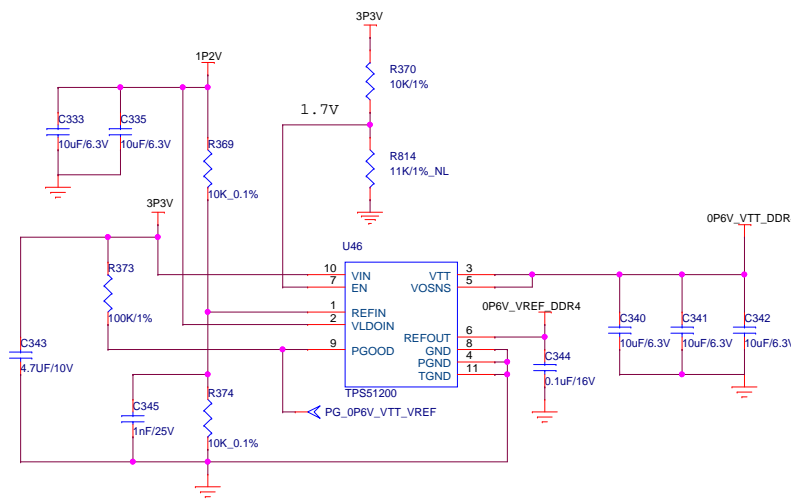 3P3V
R370
10K/1%
1P2V
1.7V
C333
10uF/6.3V
C335
10uF/6.3V
R369
10K_0.1%
R814
11K/1%_NL
3P3V
0P6V_VTT_DDR
U46
R373
100K/1%
10 VIN
7 EN
1 REFIN
2 VLDOIN
9 PGOOD
VTT 3
VOSNS 5
REFOUT 6
GND 8
PGND 4
TGND 11
TPS51200
0P6V_VREF_DDR4
C340
10uF/6.3V
C341
10uF/6.3V
C342
10uF/6.3V
C343
4.7UF/10V
C344
0.1uF/16V
C345
1nF/25V
R374
10K_0.1%
PG_0P6V_VTT_VREF